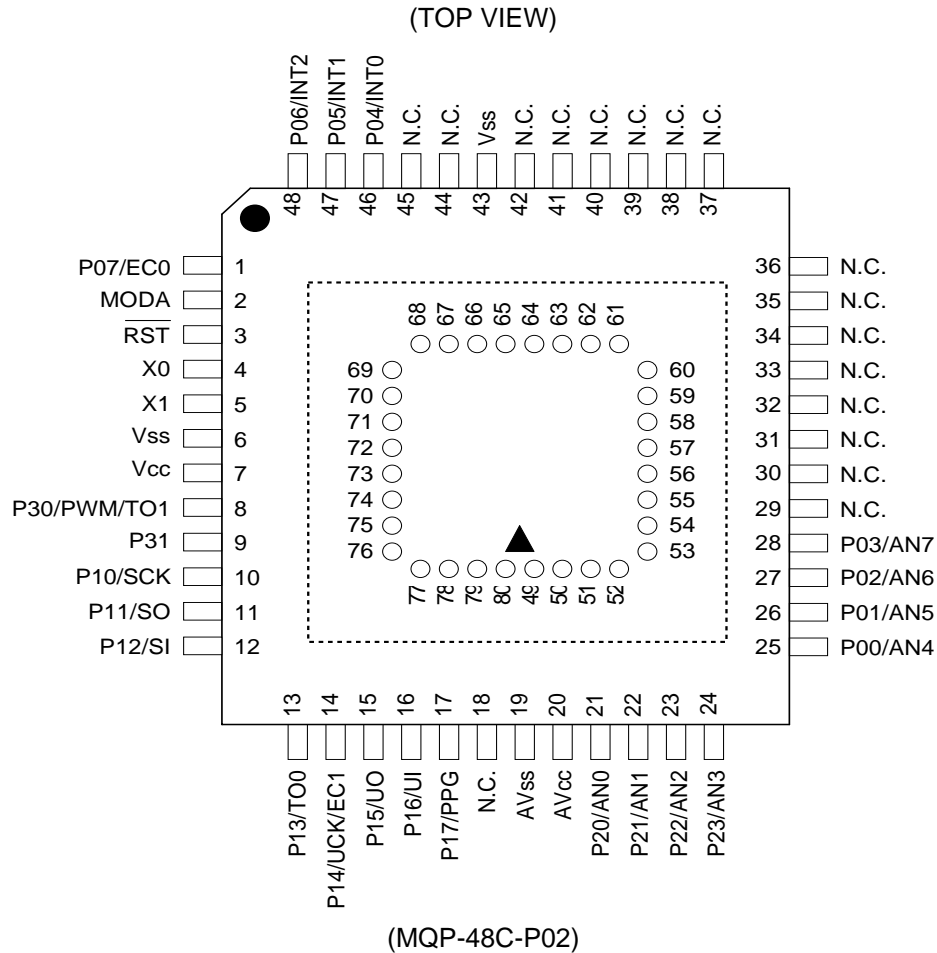 (TOP VIEW)
P06/INT2
P05/INT1
P04/INT0
N.C.
N.C.
Vss
N.C.
N.C.
N.C.
N.C.
N.C.
N.C.
48 47 46 45 44 43 42 41 40 39 38 37
P07/EC0 1
MODA 2
RST 3
X0 4
X1 5
Vss 6
Vcc 7
P30/PWM/TO1 8
P31 9
P10/SCK 10
P11/SO 11
P12/SI 12
36 N.C.
35 N.C.
34 N.C.
33 N.C.
32 N.C.
31 N.C.
30 N.C.
29 N.C.
28 P03/AN7
27 P02/AN6
26 P01/AN5
25 P00/AN4
68 67 66 65 64 63 62 61
69
70
71
72
73
74
75
76
60
59
58
57
56
55
54
53
77 78 79 80 49 50 51 52
13 14 15 16 17 18 19 20 21 22 23 24
P13/TO0
P14/UCK/EC1
P15/UO
P16/UI
P17/PPG
N.C.
AVss
AVcc
P20/AN0
P21/AN1
P22/AN2
P23/AN3
(MQP-48C-P02)